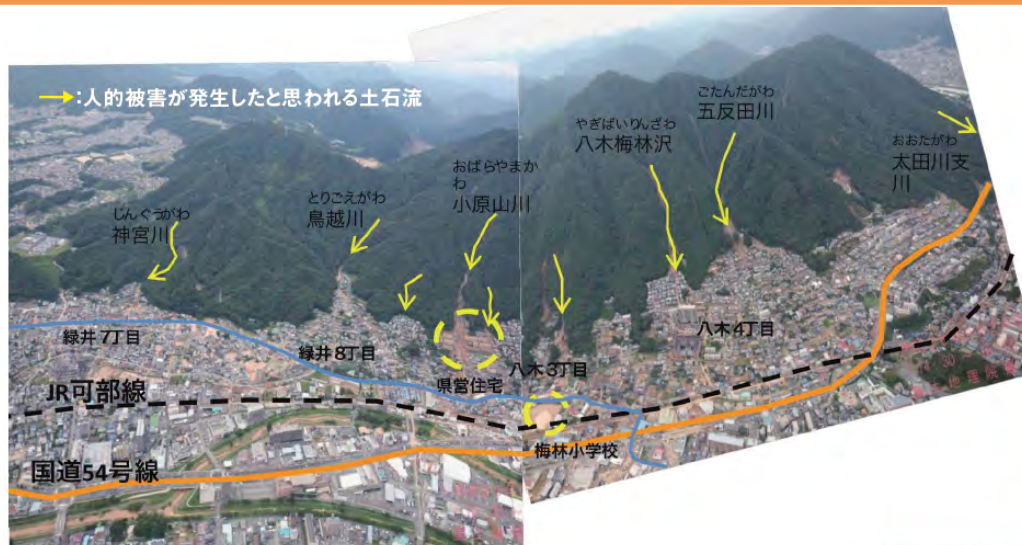 :人的被害が発生したと思われる土石流
じんぐうがわ
神宮川
とりごえがわ
鳥越川
おばらやまか
わ
小原山川
やぎばいりんざわ
八木梅林沢
ごたんだがわ
五反田川
おおたがわ
太田川支
川
緑井7丁目
緑井8丁目
県営住宅
八木3丁目
八木4丁目
JR可部線
梅林小学校
国道54号線